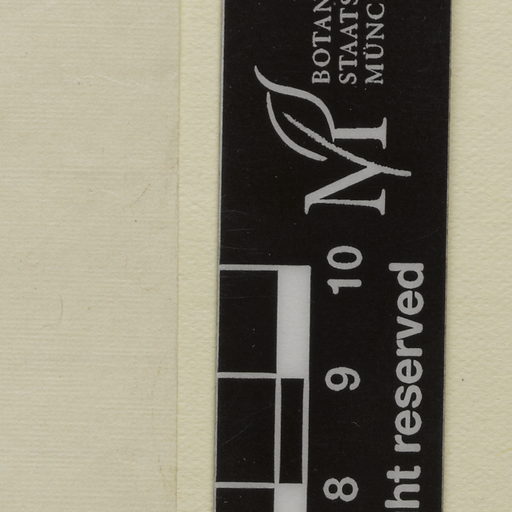 BOTAN
STAATS
MÜNC
M
8 9 10
ht reserved